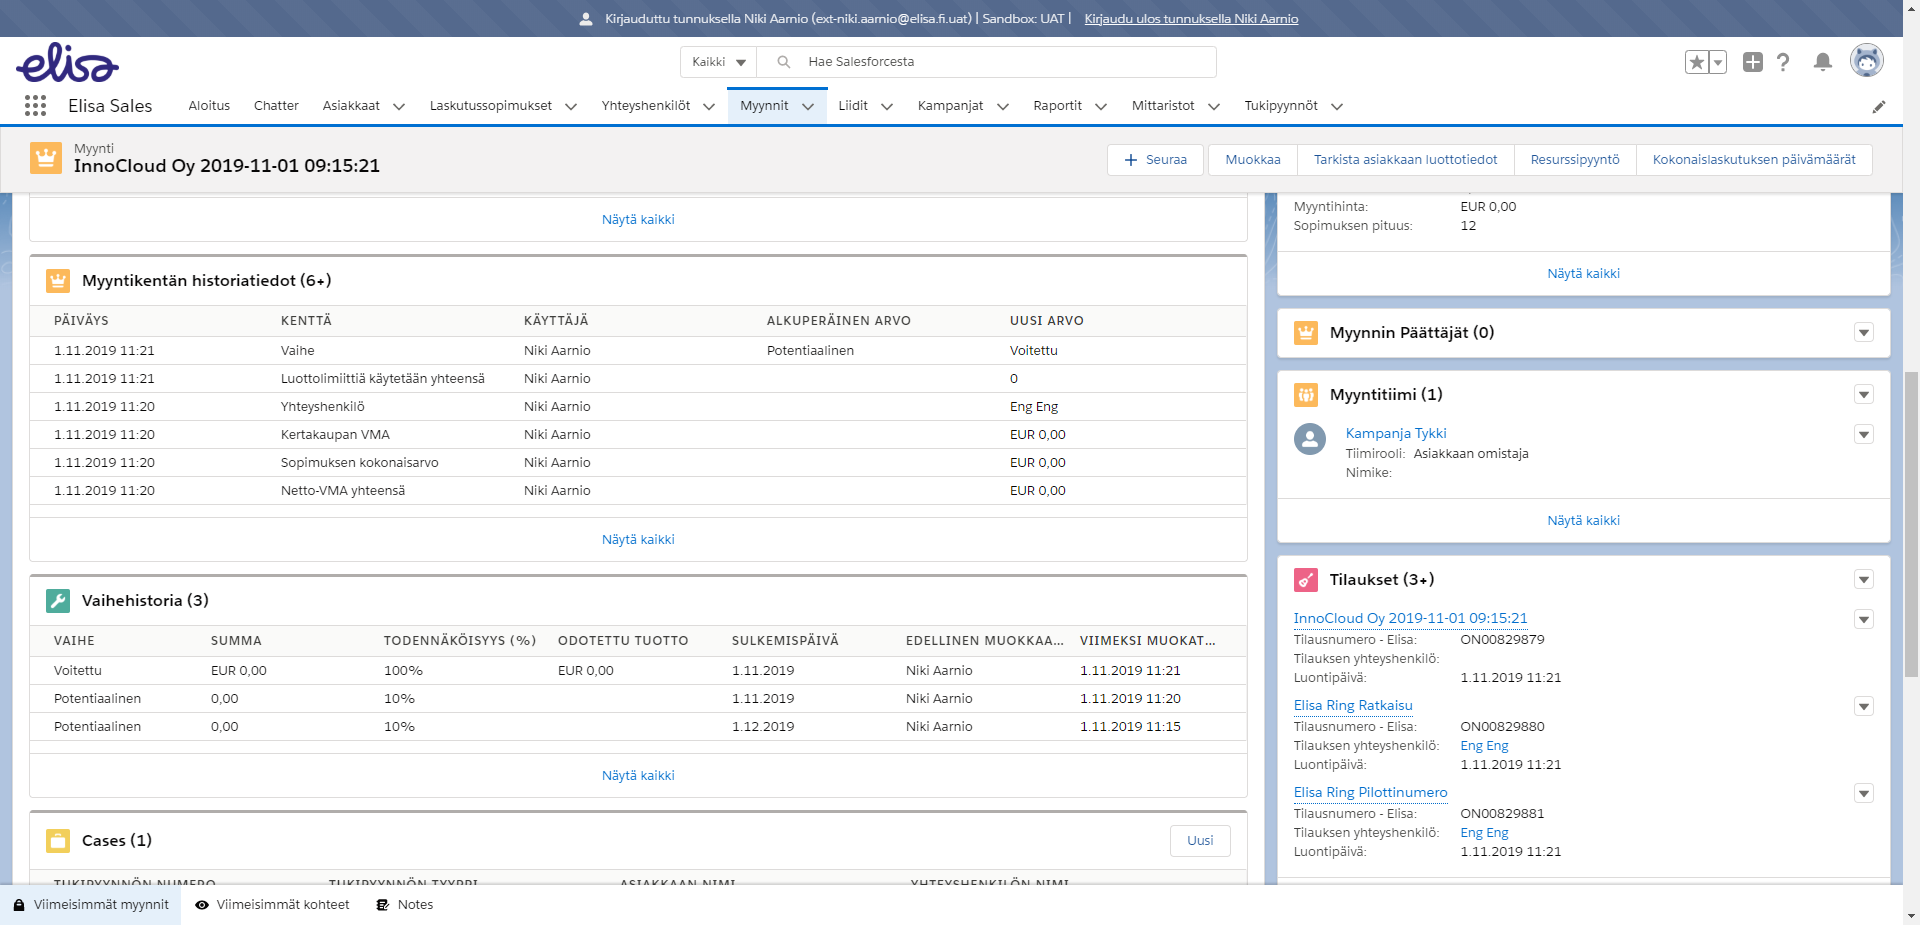 Kirjauduttu tunnuksella Niki Aarnio (ext-niki.aarnio@elisa.fi.uat) | Sandbox: UAT | Kirjaudu ulos tunnuksella Niki Aarnio
elisa
Kaikki Hae Salesforcesta
Elisa Sales Aloitus Chatter Asiakkaat Laskutussopimukset Yhteyshenkilöt Myynnit Liidit Kampanjat Raportit Mittaristot Tukipyynnöt
Myynti
InnoCloud Oy 2019-11-01 09:15:21
Seuraa Muokkaa Tarkista asiakkaan luottotiedot Resurssipyyntö Kokonaislaskutuksen päivämäärät
Näytä kaikki
Myyntikentän historiatiedot (6+)
PÄIVÄYS KENTTÄ KÄYTTÄJÄ ALKUPERÄINEN ARVO UUSI ARVO
1.11.2019 11:21 Vaihe Niki Aarnio Potentiaalinen Voitettu
1.11.2019 11:21 Luottolimiittiä käytetään yhteensä Niki Aarnio 0
1.11.2019 11:20 Yhteyshenkilö Niki Aarnio Eng Eng
1.11.2019 11:20 Kertakaupan VMA Niki Aarnio EUR 0,00
1.11.2019 11:20 Sopimuksen kokonaisarvo Niki Aarnio EUR 0,00
1.11.2019 11:20 Netto-VMA yhteensä Niki Aarnio EUR 0,00
Näytä kaikki
Vaihehistoria (3)
VAIHE SUMMA TODENNÄKÖISYYS (%) ODOTETTU TUOTTO SULKEMISPÄIVÄ EDELLINEN MUOKKAA... VIIMEKSI MUOKAT...
Voitettu EUR 0,00 100% EUR 0,00 1.11.2019 Niki Aarnio 1.11.2019 11:21
Potentiaalinen 0,00 10% 1.11.2019 Niki Aarnio 1.11.2019 11:20
Potentiaalinen 0,00 10% 1.12.2019 Niki Aarnio 1.11.2019 11:15
Näytä kaikki
Cases (1)
Uusi
TUKIPYYNNÖN NUMERO TUKIPYYNNÖN TYYPPI ASIAKKAAN NIMI YHTEYSHENKILÖN NIMI
Myyntihinta: EUR 0,00
Sopimuksen pituus: 12
Näytä kaikki
Myynnin Päättäjät (0)
Myyntitiimi (1)
Kampanja Tykki
Tiimirooli: Asiakkaan omistaja
Nimike:
Näytä kaikki
Tilaukset (3+)
InnoCloud Oy 2019-11-01 09:15:21
Tilausnumero - Elisa: ON00829879
Tilauksen yhteyshenkilö:
Luontipäivä: 1.11.2019 11:21
Elisa Ring Ratkaisu
Tilausnumero - Elisa: ON00829880
Tilauksen yhteyshenkilö: Eng Eng
Luontipäivä: 1.11.2019 11:21
Elisa Ring Pilottinumero
Tilausnumero - Elisa: ON00829881
Tilauksen yhteyshenkilö: Eng Eng
Luontipäivä: 1.11.2019 11:21
Viimeisimmät myynnit Viimeisimmät kohteet Notes